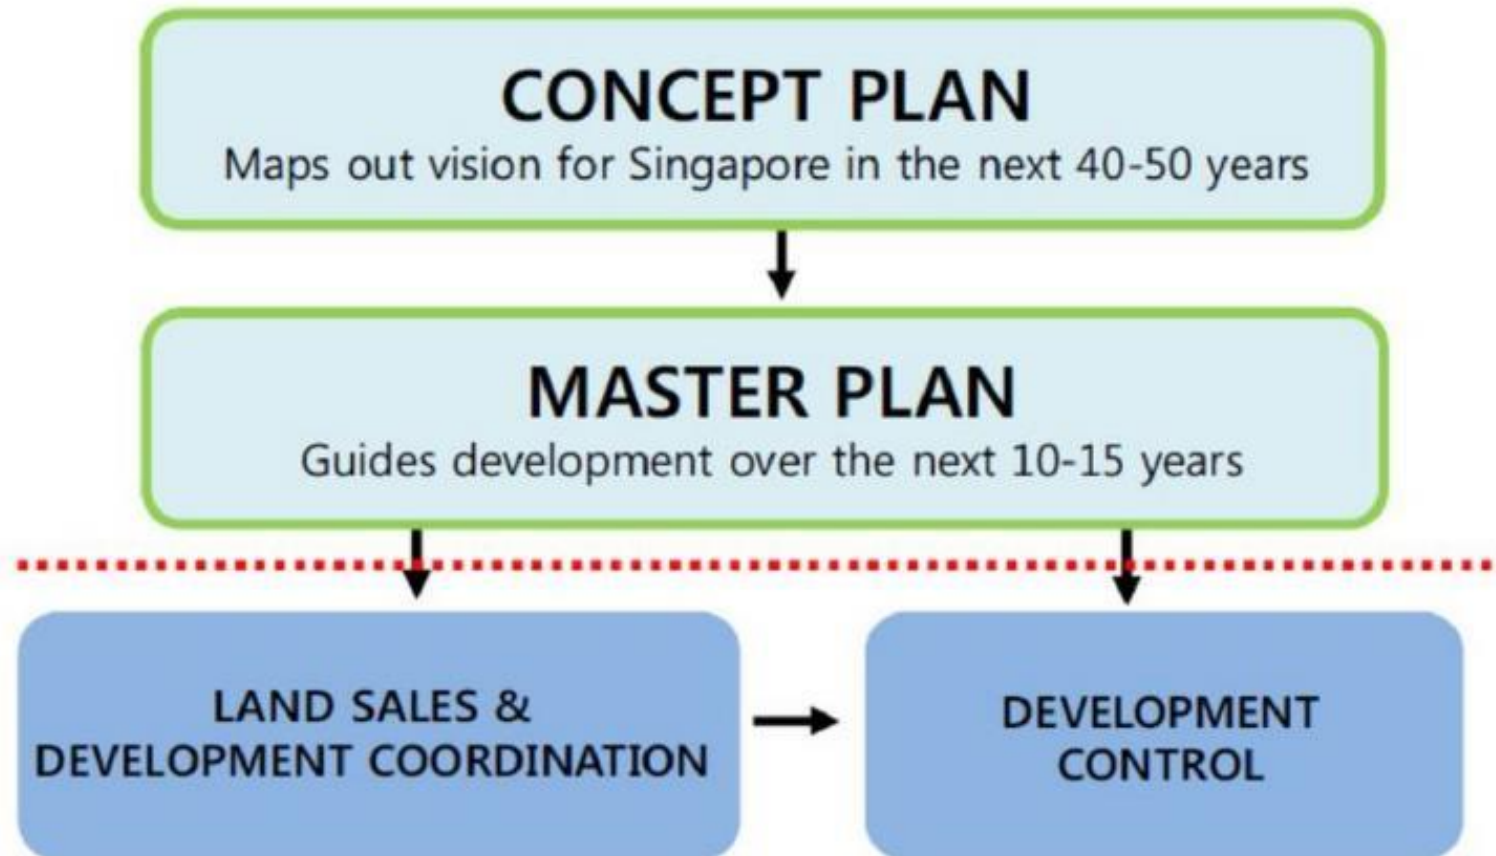 CONCEPT PLAN
Maps out vision for Singapore in the next 40-50 years
MASTER PLAN
Guides development over the next 10-15 years
LAND SALES &
DEVELOPMENT COORDINATION
DEVELOPMENT
CONTROL